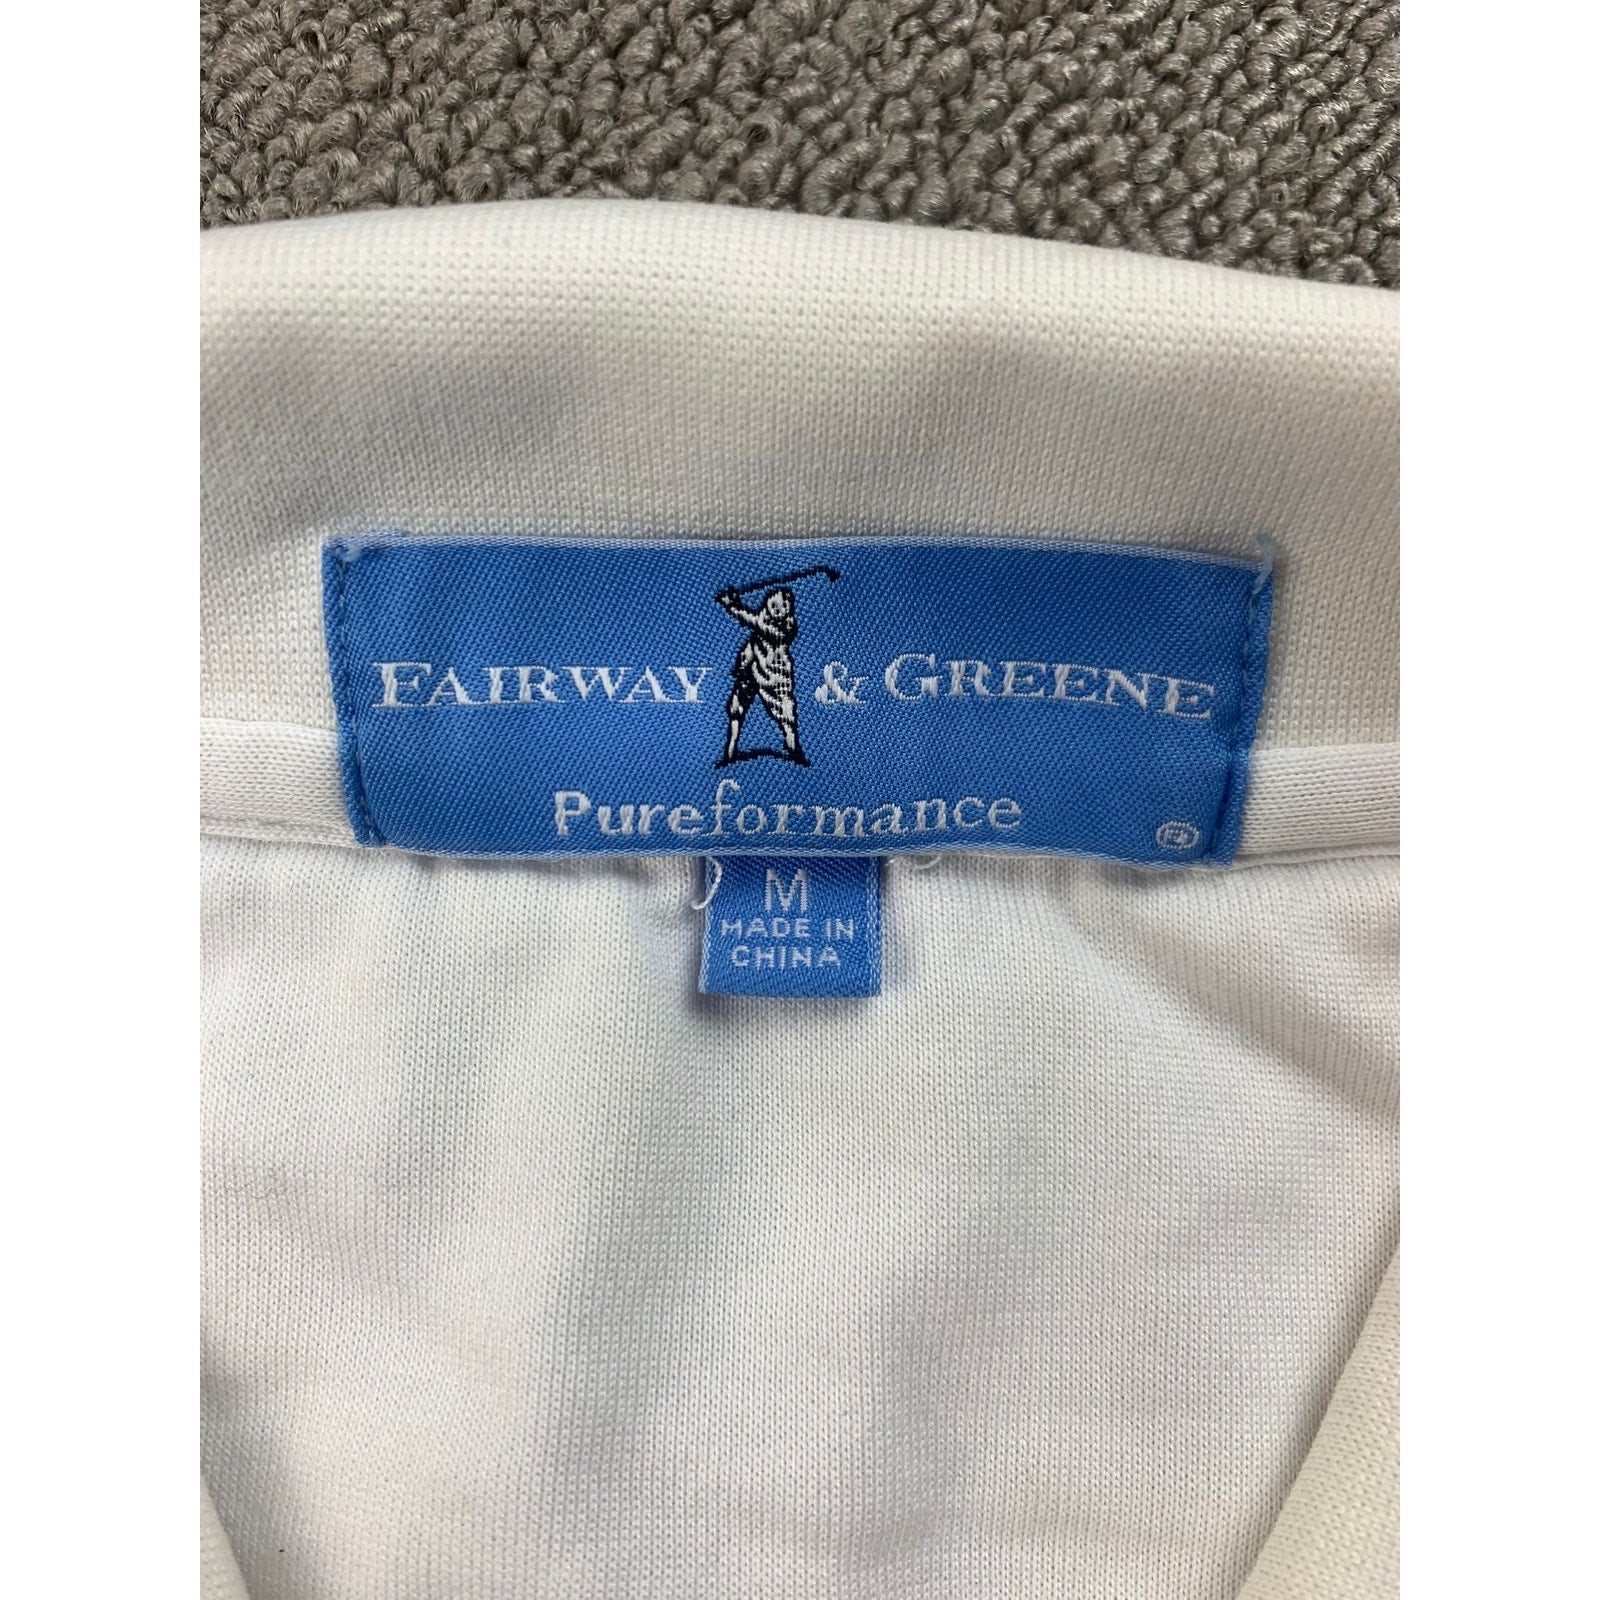 FAIRWAY & GREENE
Pureformance
®
M
MADE IN
CHINA